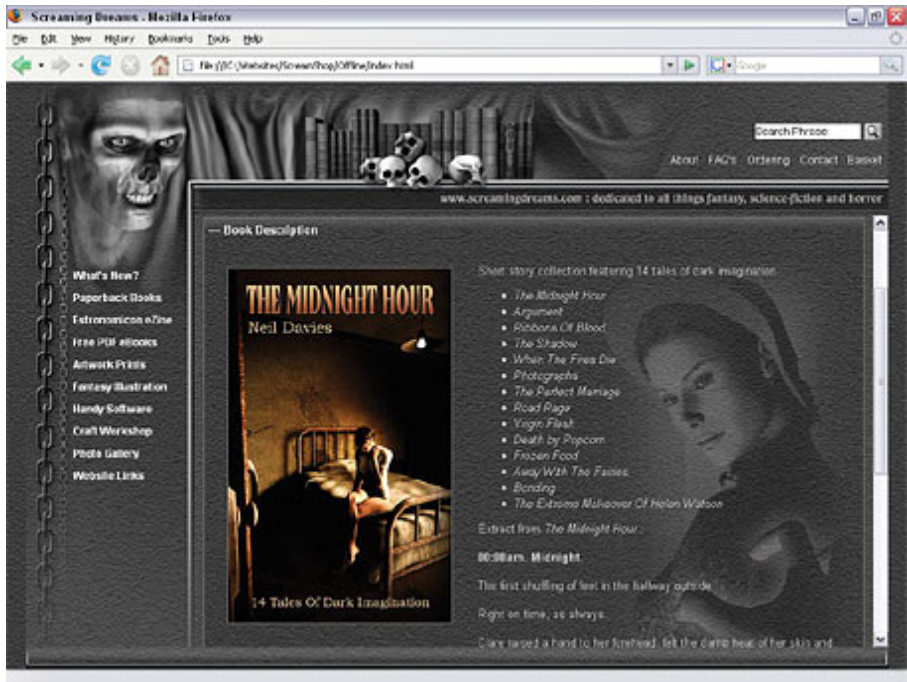 Screaming Dreams - Mozilla Firefox
File Edit View History Bookmarks Tools Help
file:///C:/Websites/ScreamShop/Offline/index.html
Google
Search Phrase
About FAQ's Ordering Contact Basket
www.screamingdreams.com : dedicated to all things fantasy, science-fiction and horror
— Book Description
What's New?
Paperback Books
Estronomicon eZine
Free PDF eBooks
Artwork Prints
Fantasy Illustration
Handy Software
Craft Workshop
Photo Gallery
Website Links
THE MIDNIGHT HOUR
Neil Davies
14 Tales Of Dark Imagination
Short story collection featuring 14 tales of dark imagination.
The Midnight Hour
Argument
Ribbons Of Blood
The Shadow
When The Fires Die
Photographs
The Perfect Marriage
Road Rage
Virgin Flesh
Death by Popcorn
Frozen Food
Away With The Fairies
Bonding
The Extreme Makeover Of Helen Watson
Extract from The Midnight Hour:
00:00am. Midnight.
The first shuffling of feet in the hallway outside.
Right on time, as always.
Clare raised a hand to her forehead, felt the damp heat of her skin and